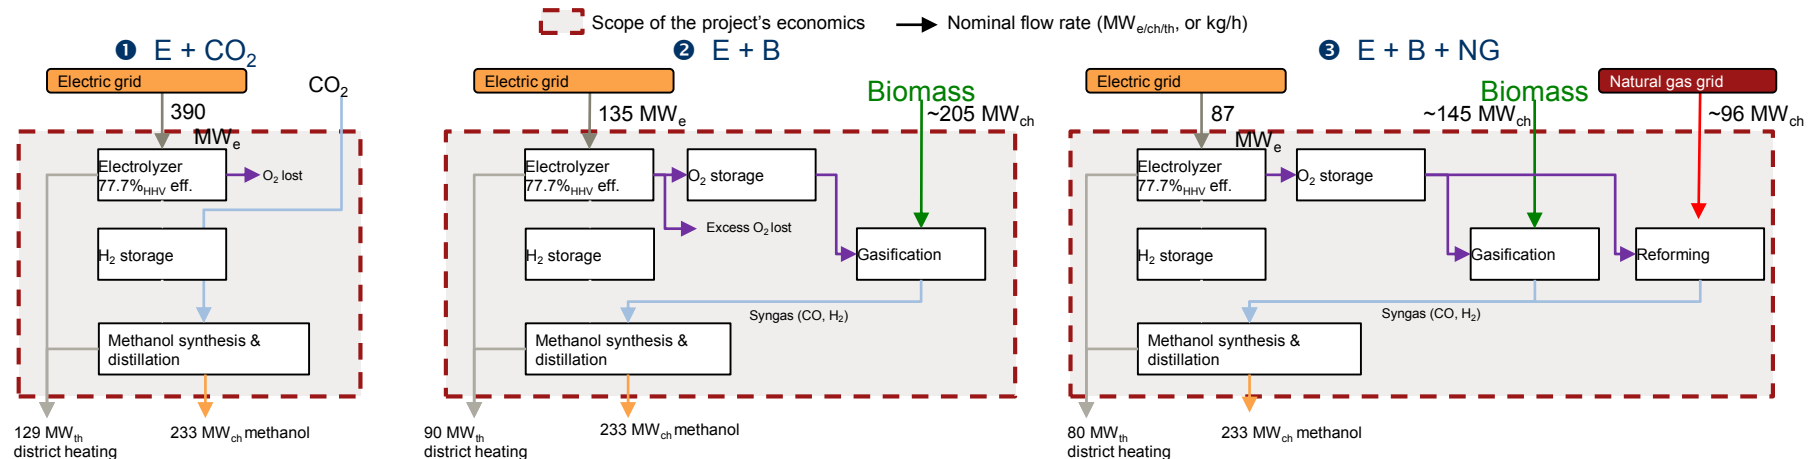 Scope of the project's economics
Nominal flow rate (MWe/ch/th, or kg/h)
❶ E + CO2
Electric grid
CO2
390
MWe
Electrolyzer
77.7%HHV eff.
O2 lost
H2 storage
Methanol synthesis &
distillation
129 MWth
district heating
233 MWch methanol
❷ E + B
Electric grid
Biomass
135 MWe
~205 MWch
Electrolyzer
77.7%HHV eff.
O2 storage
Excess O2 lost
H2 storage
Gasification
Syngas (CO, H2)
Methanol synthesis &
distillation
90 MWth
district heating
233 MWch methanol
❸ E + B + NG
Electric grid
Biomass
Natural gas grid
87
MWe
~145 MWch
~96 MWch
Electrolyzer
77.7%HHV eff.
O2 storage
H2 storage
Gasification
Reforming
Syngas (CO, H2)
Methanol synthesis &
distillation
80 MWth
district heating
233 MWch methanol